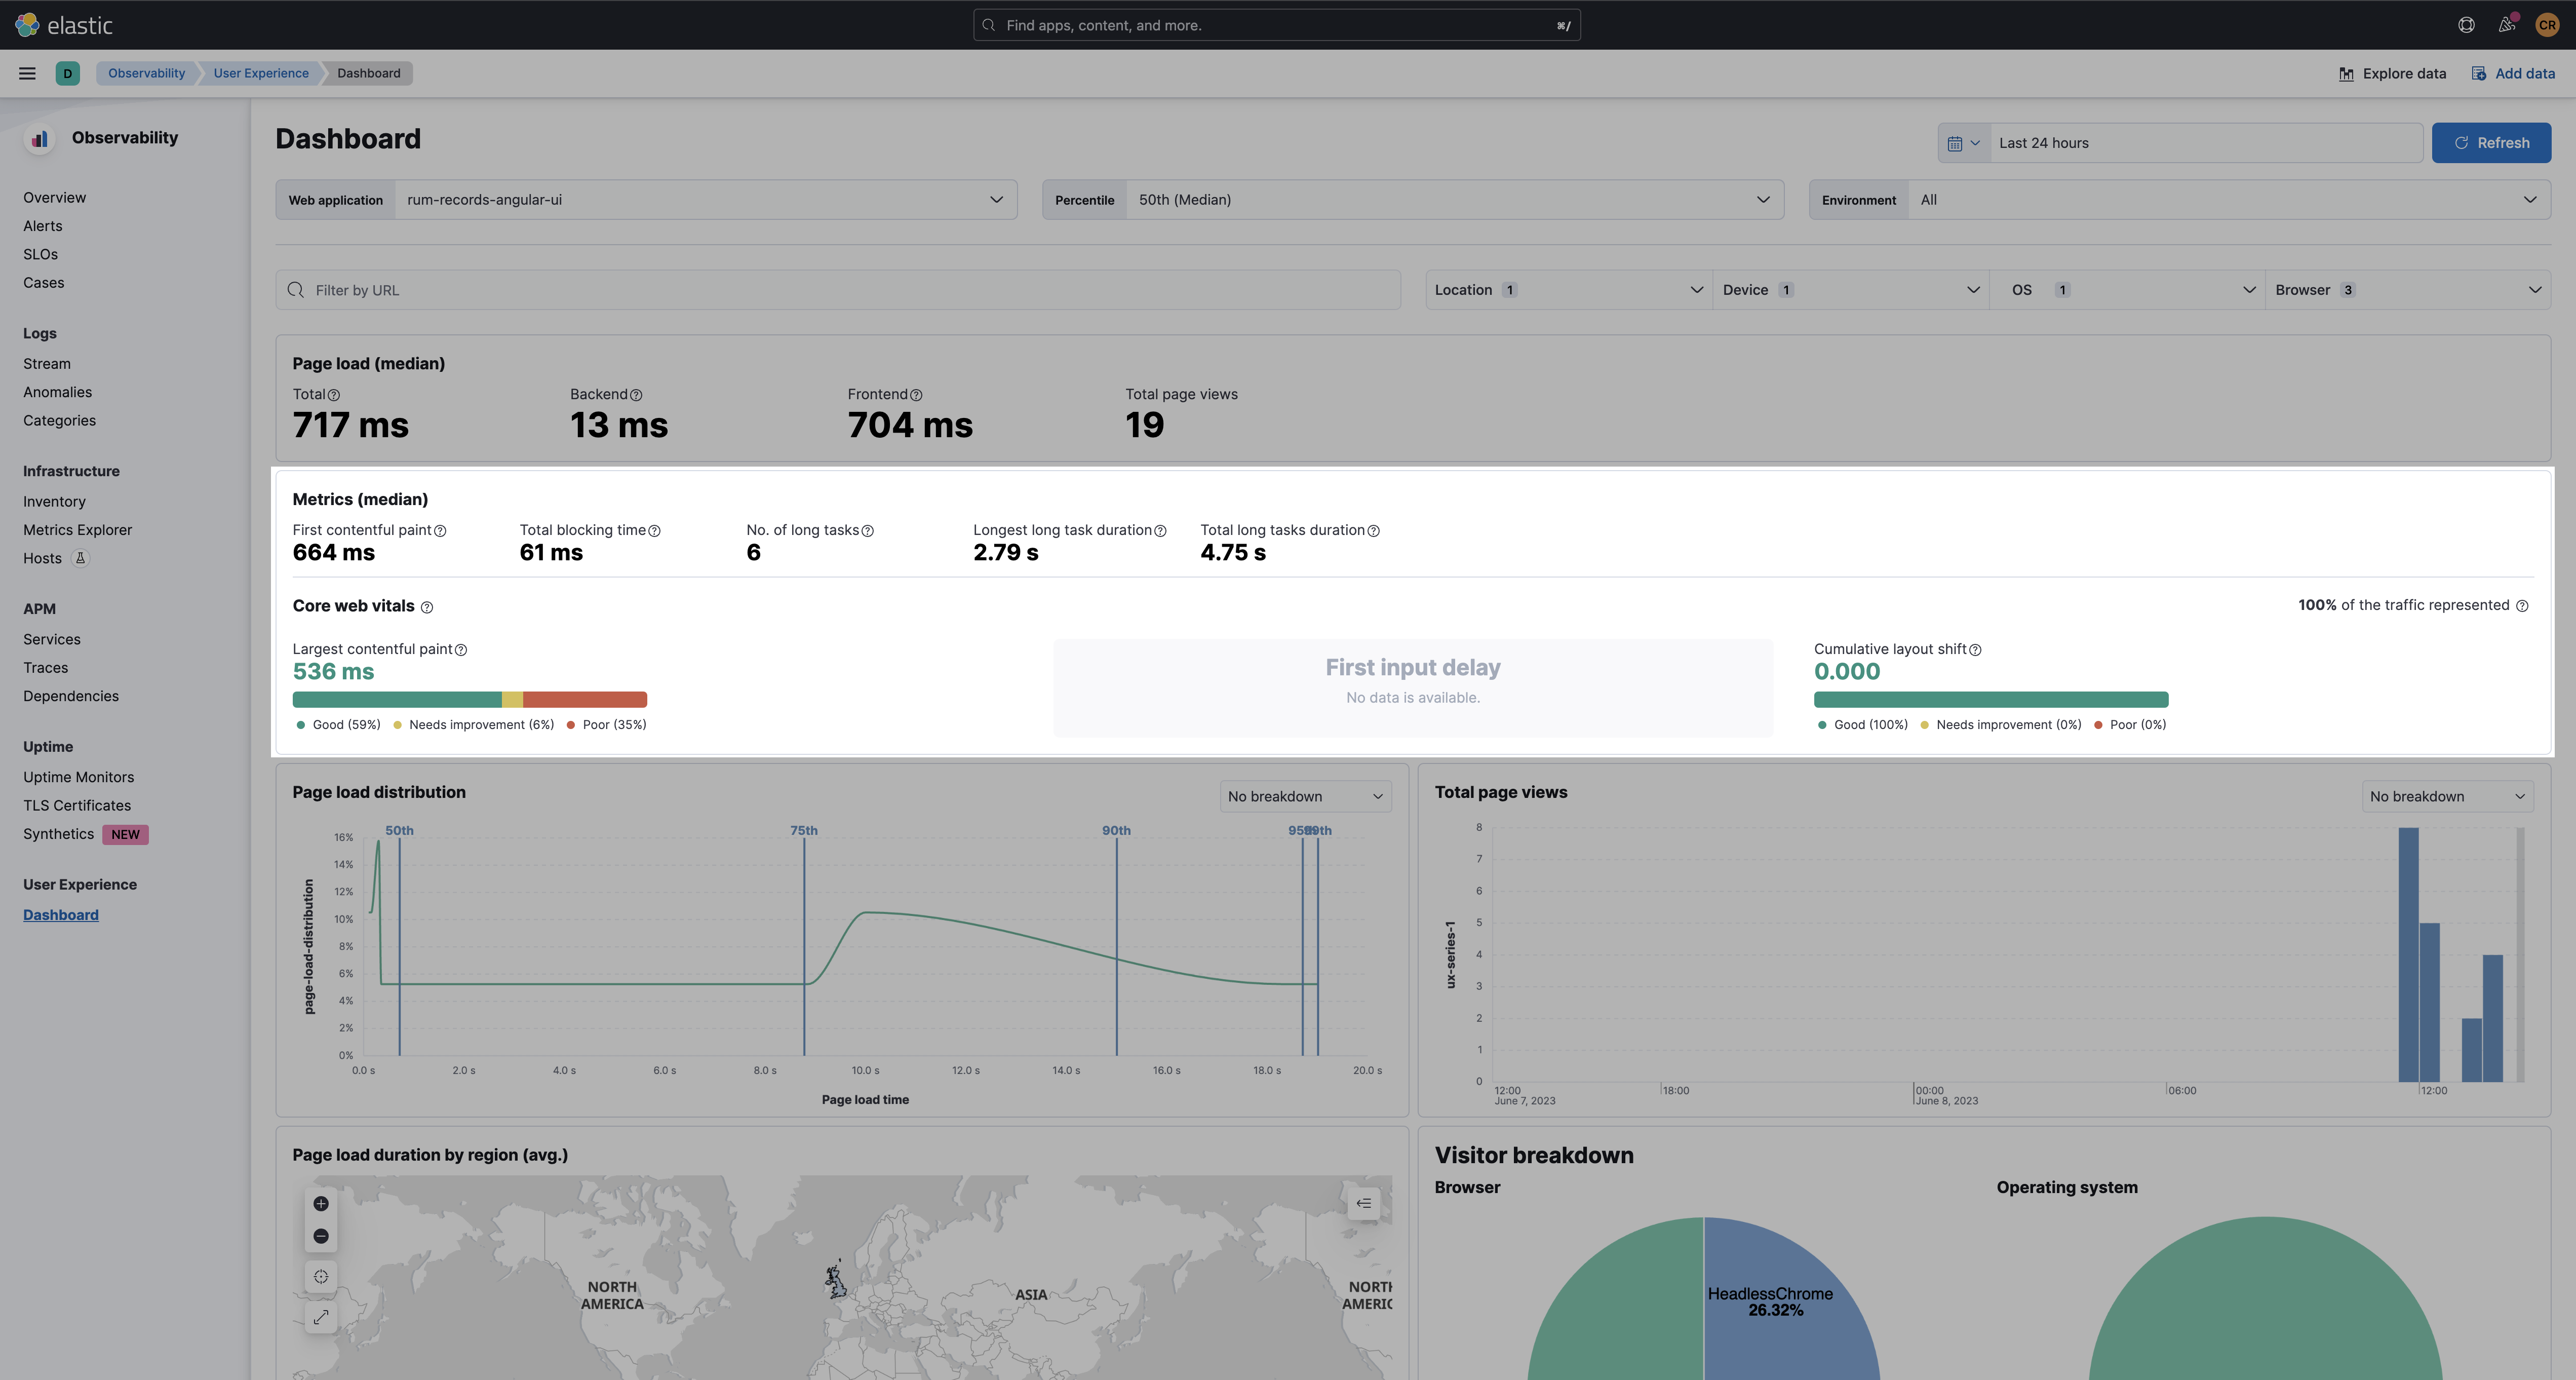 elastic
Find apps, content, and more.
⌘/
CR
D
Observability
User Experience
Dashboard
Explore data
Add data
Observability
Overview
Alerts
SLOs
Cases
Logs
Stream
Anomalies
Categories
Infrastructure
Inventory
Metrics Explorer
Hosts
APM
Services
Traces
Dependencies
Uptime
Uptime Monitors
TLS Certificates
Synthetics NEW
User Experience
Dashboard
Dashboard
Last 24 hours
Refresh
Web application rum-records-angular-ui
Percentile 50th (Median)
Environment All
Filter by URL
Location 1
Device 1
OS 1
Browser 3
Page load (median)
Total Backend Frontend Total page views
717 ms 13 ms 704 ms 19
Metrics (median)
First contentful paint Total blocking time No. of long tasks Longest long task duration Total long tasks duration
664 ms 61 ms 6 2.79 s 4.75 s
Core web vitals
100% of the traffic represented
Largest contentful paint
536 ms
Good (59%) Needs improvement (6%) Poor (35%)
First input delay
No data is available.
Cumulative layout shift
0.000
Good (100%) Needs improvement (0%) Poor (0%)
Page load distribution
No breakdown
50th 75th 90th 95th 99th
16%
14%
12%
10%
8%
6%
4%
2%
0%
page-load-distribution
0.0 s 2.0 s 4.0 s 6.0 s 8.0 s 10.0 s 12.0 s 14.0 s 16.0 s 18.0 s 20.0 s
Page load time
Total page views
No breakdown
8
7
6
5
4
3
2
1
0
ux-series-1
12:00 18:00 00:00 06:00 12:00
June 7, 2023 June 8, 2023
Page load duration by region (avg.)
NORTH
AMERICA
ASIA
NORTH
AMERIC
Visitor breakdown
Browser
Operating system
HeadlessChrome
26.32%